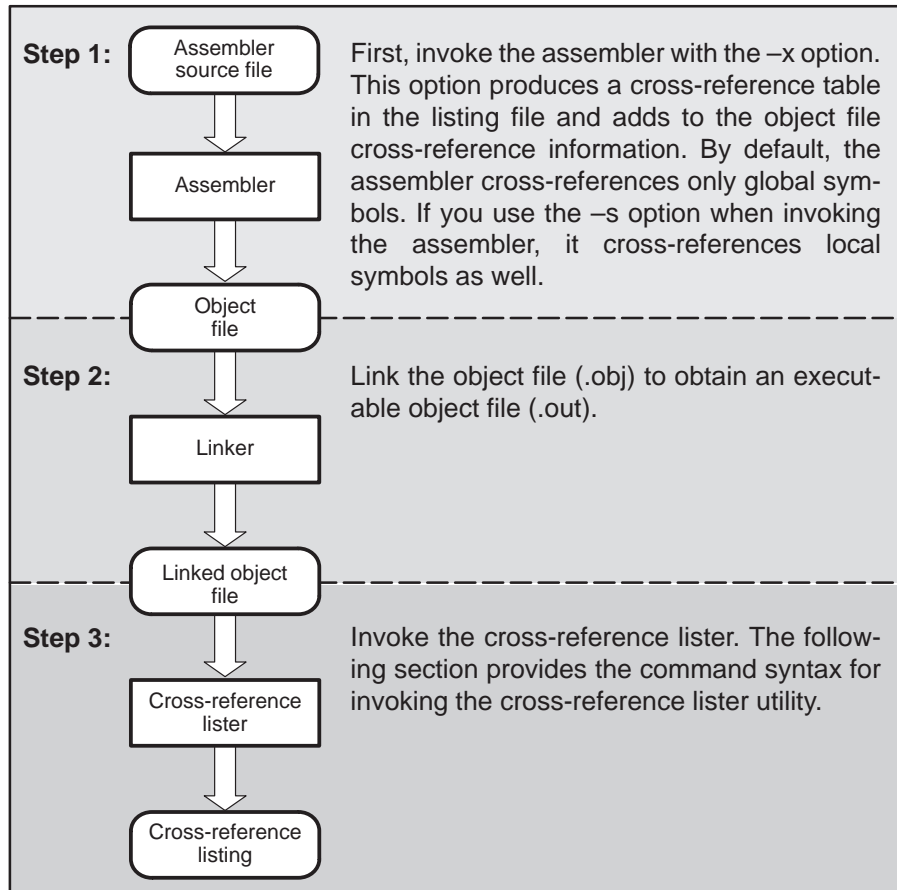 Step 1:
Assembler
source file
First, invoke the assembler with the –x option.
This option produces a cross-reference table
in the listing file and adds to the object file
cross-reference information. By default, the
assembler cross-references only global sym-
bols. If you use the –s option when invoking
the assembler, it cross-references local
symbols as well.
Assembler
Object
file
Step 2:
Link the object file (.obj) to obtain an execut-
able object file (.out).
Linker
Linked object
file
Step 3:
Invoke the cross-reference lister. The follow-
ing section provides the command syntax for
invoking the cross-reference lister utility.
Cross-reference
lister
Cross-reference
listing